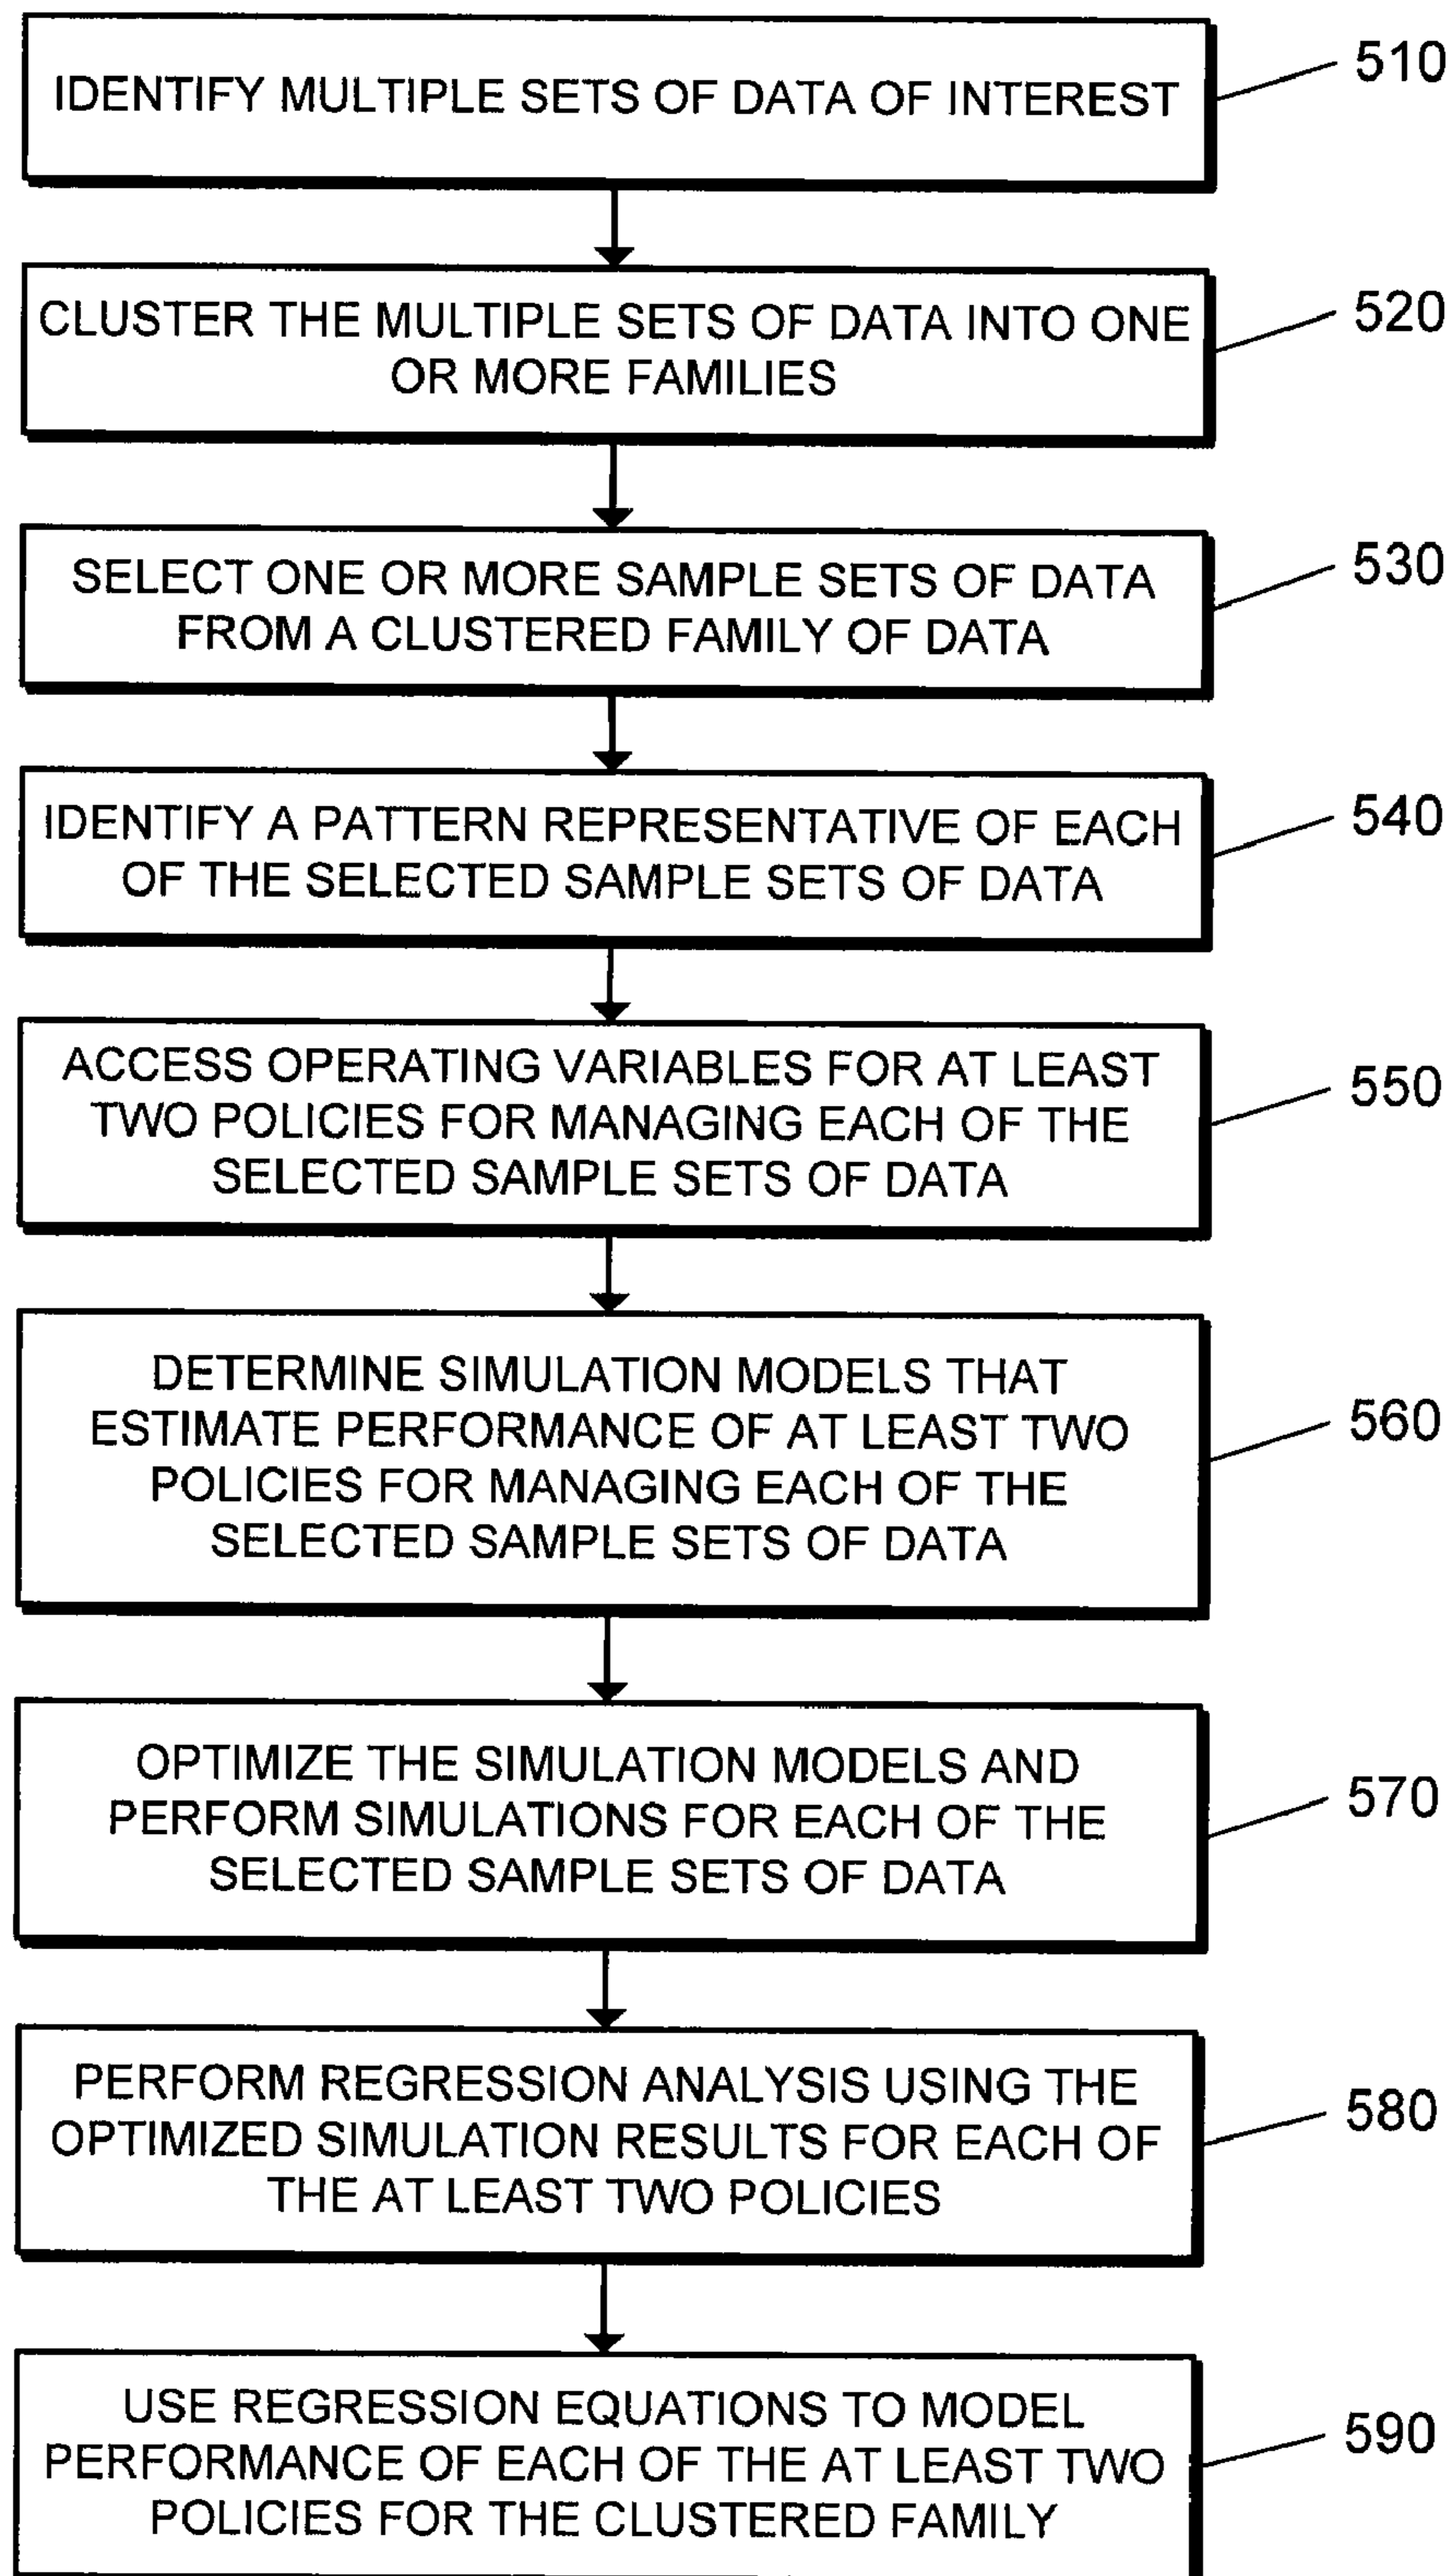 IDENTIFY MULTIPLE SETS OF DATA OF INTEREST
510
CLUSTER THE MULTIPLE SETS OF DATA INTO ONE
OR MORE FAMILIES
520
SELECT ONE OR MORE SAMPLE SETS OF DATA
FROM A CLUSTERED FAMILY OF DATA
530
IDENTIFY A PATTERN REPRESENTATIVE OF EACH
OF THE SELECTED SAMPLE SETS OF DATA
540
ACCESS OPERATING VARIABLES FOR AT LEAST
TWO POLICIES FOR MANAGING EACH OF THE
SELECTED SAMPLE SETS OF DATA
550
DETERMINE SIMULATION MODELS THAT
ESTIMATE PERFORMANCE OF AT LEAST TWO
POLICIES FOR MANAGING EACH OF THE
SELECTED SAMPLE SETS OF DATA
560
OPTIMIZE THE SIMULATION MODELS AND
PERFORM SIMULATIONS FOR EACH OF THE
SELECTED SAMPLE SETS OF DATA
570
PERFORM REGRESSION ANALYSIS USING THE
OPTIMIZED SIMULATION RESULTS FOR EACH OF
THE AT LEAST TWO POLICIES
580
USE REGRESSION EQUATIONS TO MODEL
PERFORMANCE OF EACH OF THE AT LEAST TWO
POLICIES FOR THE CLUSTERED FAMILY
590